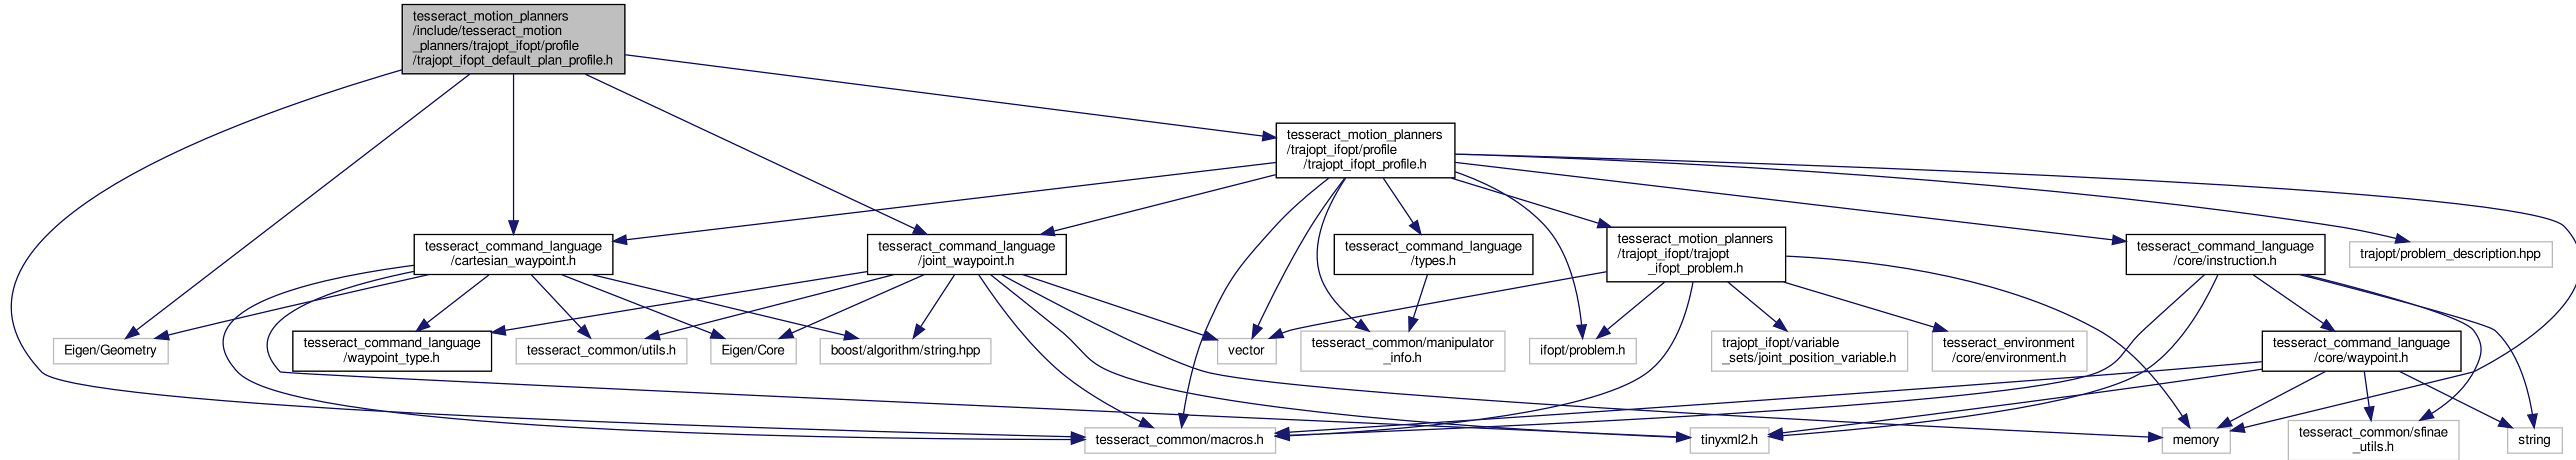 tesseract_motion_planners
/include/tesseract_motion
_planners/trajopt_ifopt/profile
/trajopt_ifopt_default_plan_profile.h
tesseract_motion_planners
/trajopt_ifopt/profile
/trajopt_ifopt_profile.h
tesseract_command_language
/cartesian_waypoint.h
tesseract_command_language
/joint_waypoint.h
tesseract_command_language
/types.h
tesseract_motion_planners
/trajopt_ifopt/trajopt
_ifopt_problem.h
tesseract_command_language
/core/instruction.h
trajopt/problem_description.hpp
Eigen/Geometry
tesseract_command_language
/waypoint_type.h
tesseract_common/utils.h
Eigen/Core
boost/algorithm/string.hpp
vector
tesseract_common/manipulator
_info.h
ifopt/problem.h
trajopt_ifopt/variable
_sets/joint_position_variable.h
tesseract_environment
/core/environment.h
tesseract_command_language
/core/waypoint.h
tesseract_common/macros.h
tinyxml2.h
memory
tesseract_common/sfinae
_utils.h
string